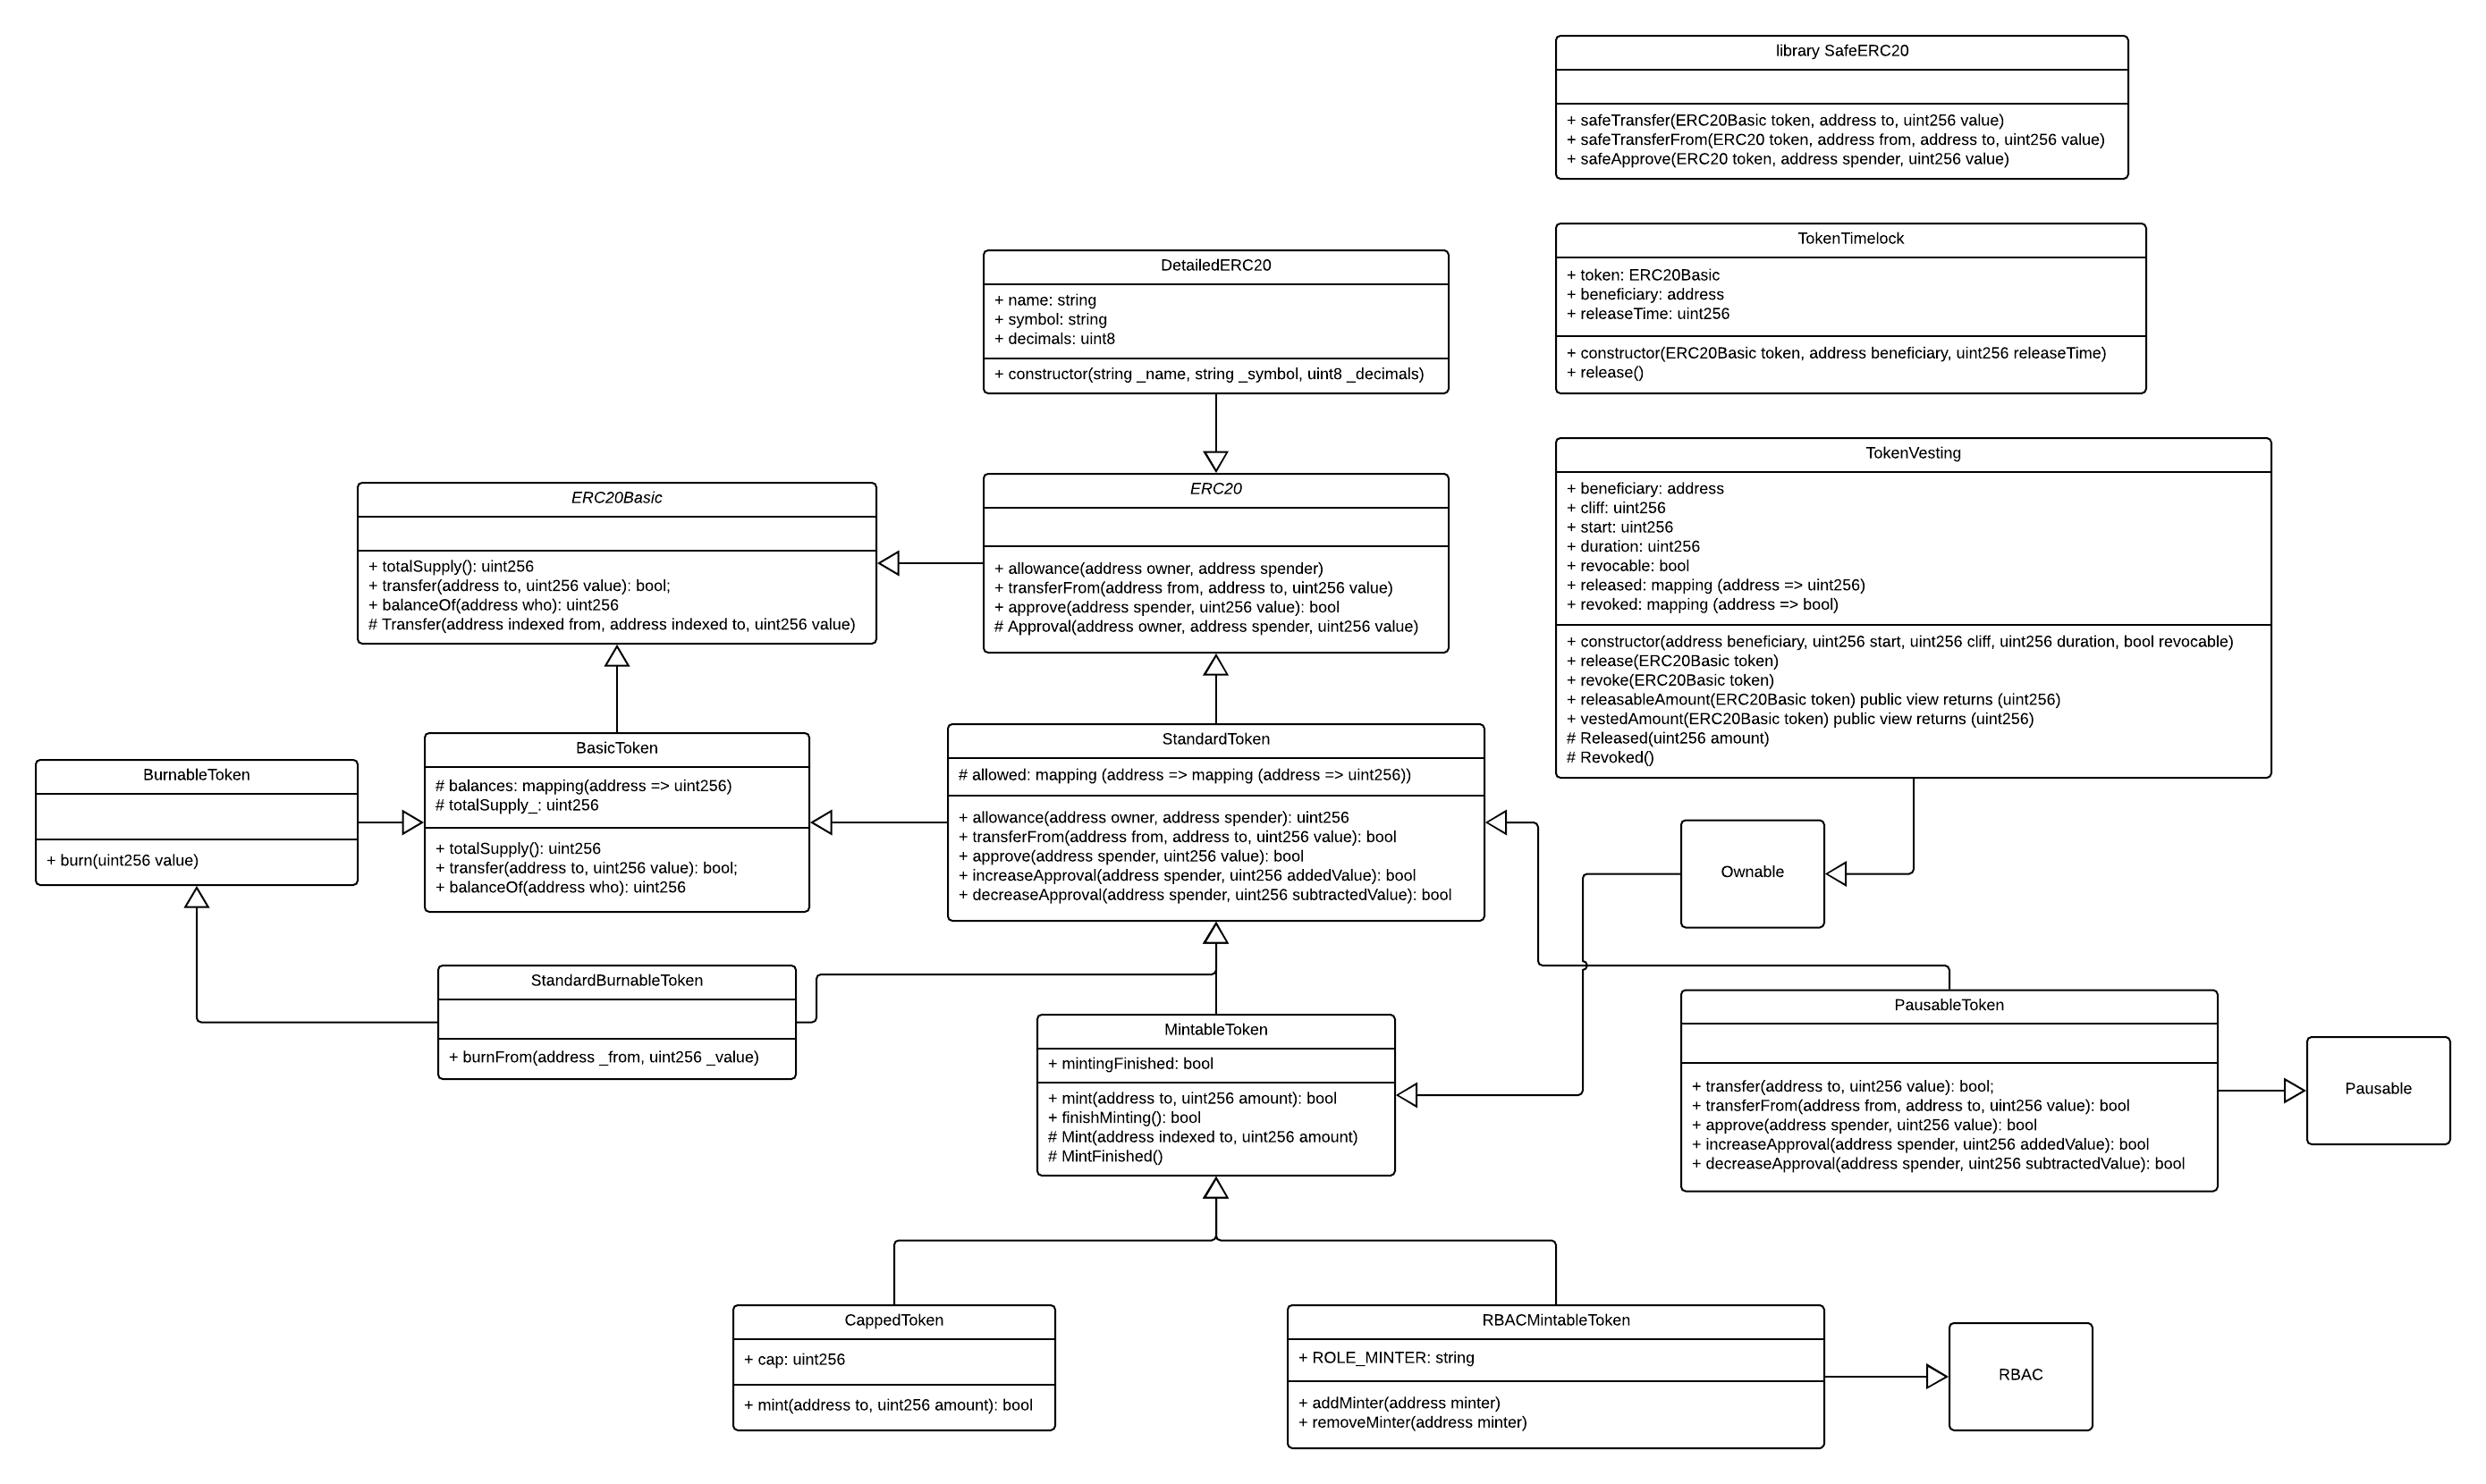 library SafeERC20
+ safeTransfer(ERC20Basic token, address to, uint256 value)
+ safeTransferFrom(ERC20 token, address from, address to, uint256 value)
+ safeApprove(ERC20 token, address spender, uint256 value)
TokenTimelock
+ token: ERC20Basic
+ beneficiary: address
+ releaseTime: uint256
+ constructor(ERC20Basic token, address beneficiary, uint256 releaseTime)
+ release()
DetailedERC20
+ name: string
+ symbol: string
+ decimals: uint8
+ constructor(string _name, string _symbol, uint8 _decimals)
TokenVesting
+ beneficiary: address
+ cliff: uint256
+ start: uint256
+ duration: uint256
+ revocable: bool
+ released: mapping (address => uint256)
+ revoked: mapping (address => bool)
+ constructor(address beneficiary, uint256 start, uint256 cliff, uint256 duration, bool revocable)
+ release(ERC20Basic token)
+ revoke(ERC20Basic token)
+ releasableAmount(ERC20Basic token) public view returns (uint256)
+ vestedAmount(ERC20Basic token) public view returns (uint256)
# Released(uint256 amount)
# Revoked()
ERC20Basic
+ totalSupply(): uint256
+ transfer(address to, uint256 value): bool;
+ balanceOf(address who): uint256
# Transfer(address indexed from, address indexed to, uint256 value)
ERC20
+ allowance(address owner, address spender)
+ transferFrom(address from, address to, uint256 value)
+ approve(address spender, uint256 value): bool
# Approval(address owner, address spender, uint256 value)
BurnableToken
+ burn(uint256 value)
BasicToken
# balances: mapping(address => uint256)
# totalSupply_: uint256
+ totalSupply(): uint256
+ transfer(address to, uint256 value): bool;
+ balanceOf(address who): uint256
StandardToken
# allowed: mapping (address => mapping (address => uint256))
+ allowance(address owner, address spender): uint256
+ transferFrom(address from, address to, uint256 value): bool
+ approve(address spender, uint256 value): bool
+ increaseApproval(address spender, uint256 addedValue): bool
+ decreaseApproval(address spender, uint256 subtractedValue): bool
Ownable
StandardBurnableToken
+ burnFrom(address _from, uint256 _value)
MintableToken
+ mintingFinished: bool
+ mint(address to, uint256 amount): bool
+ finishMinting(): bool
# Mint(address indexed to, uint256 amount)
# MintFinished()
PausableToken
+ transfer(address to, uint256 value): bool;
+ transferFrom(address from, address to, uint256 value): bool
+ approve(address spender, uint256 value): bool
+ increaseApproval(address spender, uint256 addedValue): bool
+ decreaseApproval(address spender, uint256 subtractedValue): bool
Pausable
CappedToken
+ cap: uint256
+ mint(address to, uint256 amount): bool
RBACMintableToken
+ ROLE_MINTER: string
+ addMinter(address minter)
+ removeMinter(address minter)
RBAC